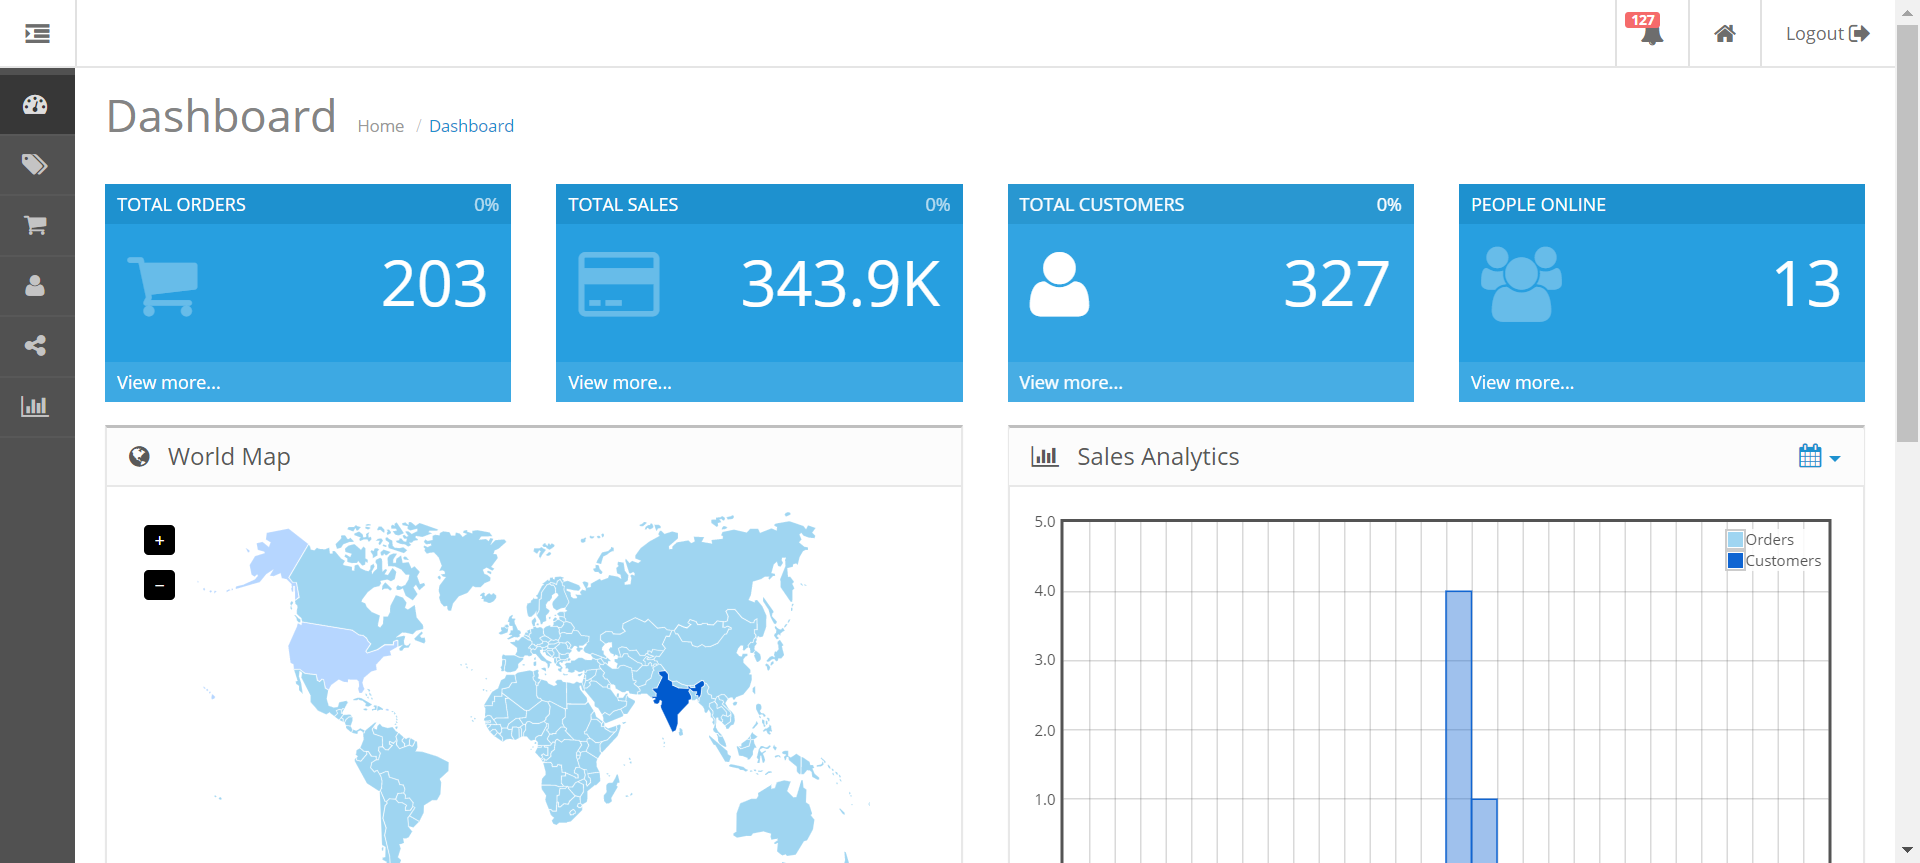 127
Logout
Dashboard
Home / Dashboard
TOTAL ORDERS 0%
203
View more...
TOTAL SALES 0%
343.9K
View more...
TOTAL CUSTOMERS 0%
327
View more...
PEOPLE ONLINE
13
View more...
World Map
+
−
Sales Analytics
5.0
4.0
3.0
2.0
1.0
Orders
Customers